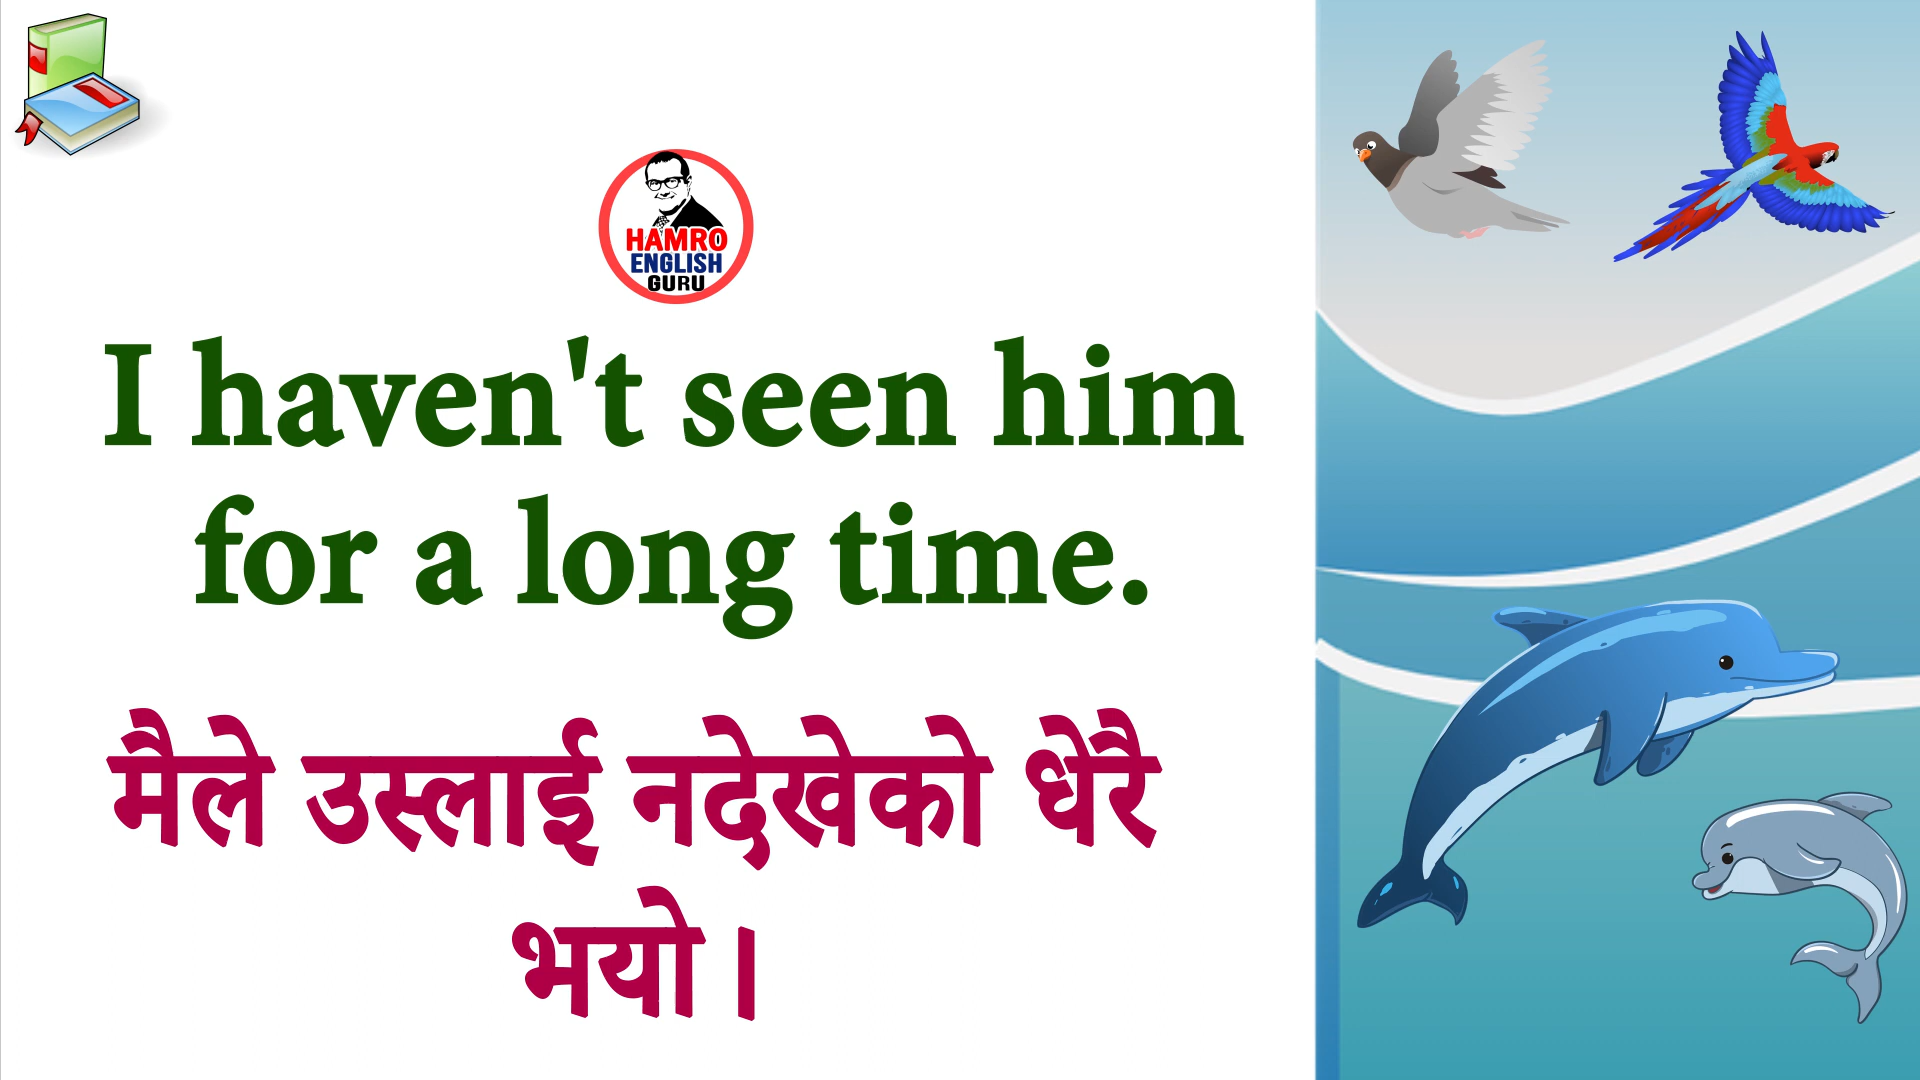 HAMRO
ENGLISH
GURU
I haven't seen him
for a long time.
मैले उस्लाई नदेखेको धेरै
भयो।